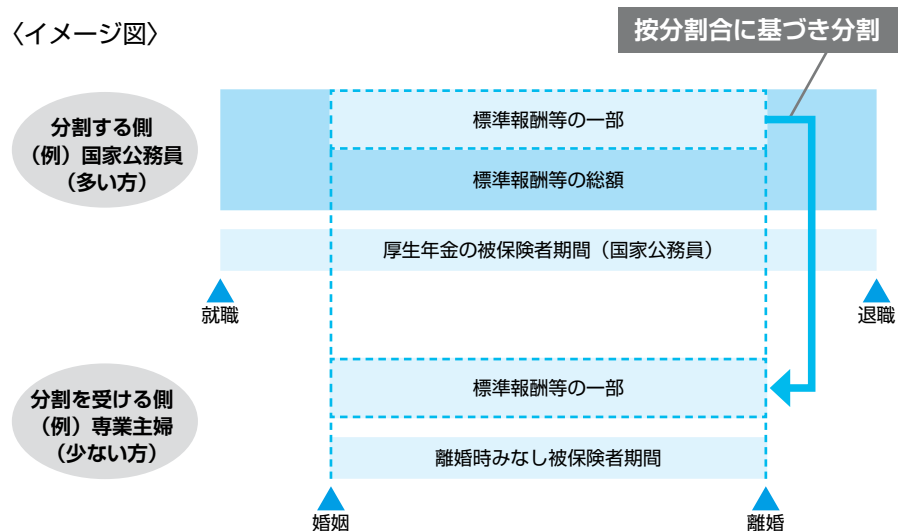 〈イメージ図〉
按分割合に基づき分割
分割する側
（例）国家公務員
（多い方）
標準報酬等の一部
標準報酬等の総額
厚生年金の被保険者期間（国家公務員）
就職
退職
分割を受ける側
（例）専業主婦
（少ない方）
標準報酬等の一部
離婚時みなし被保険者期間
婚姻
離婚